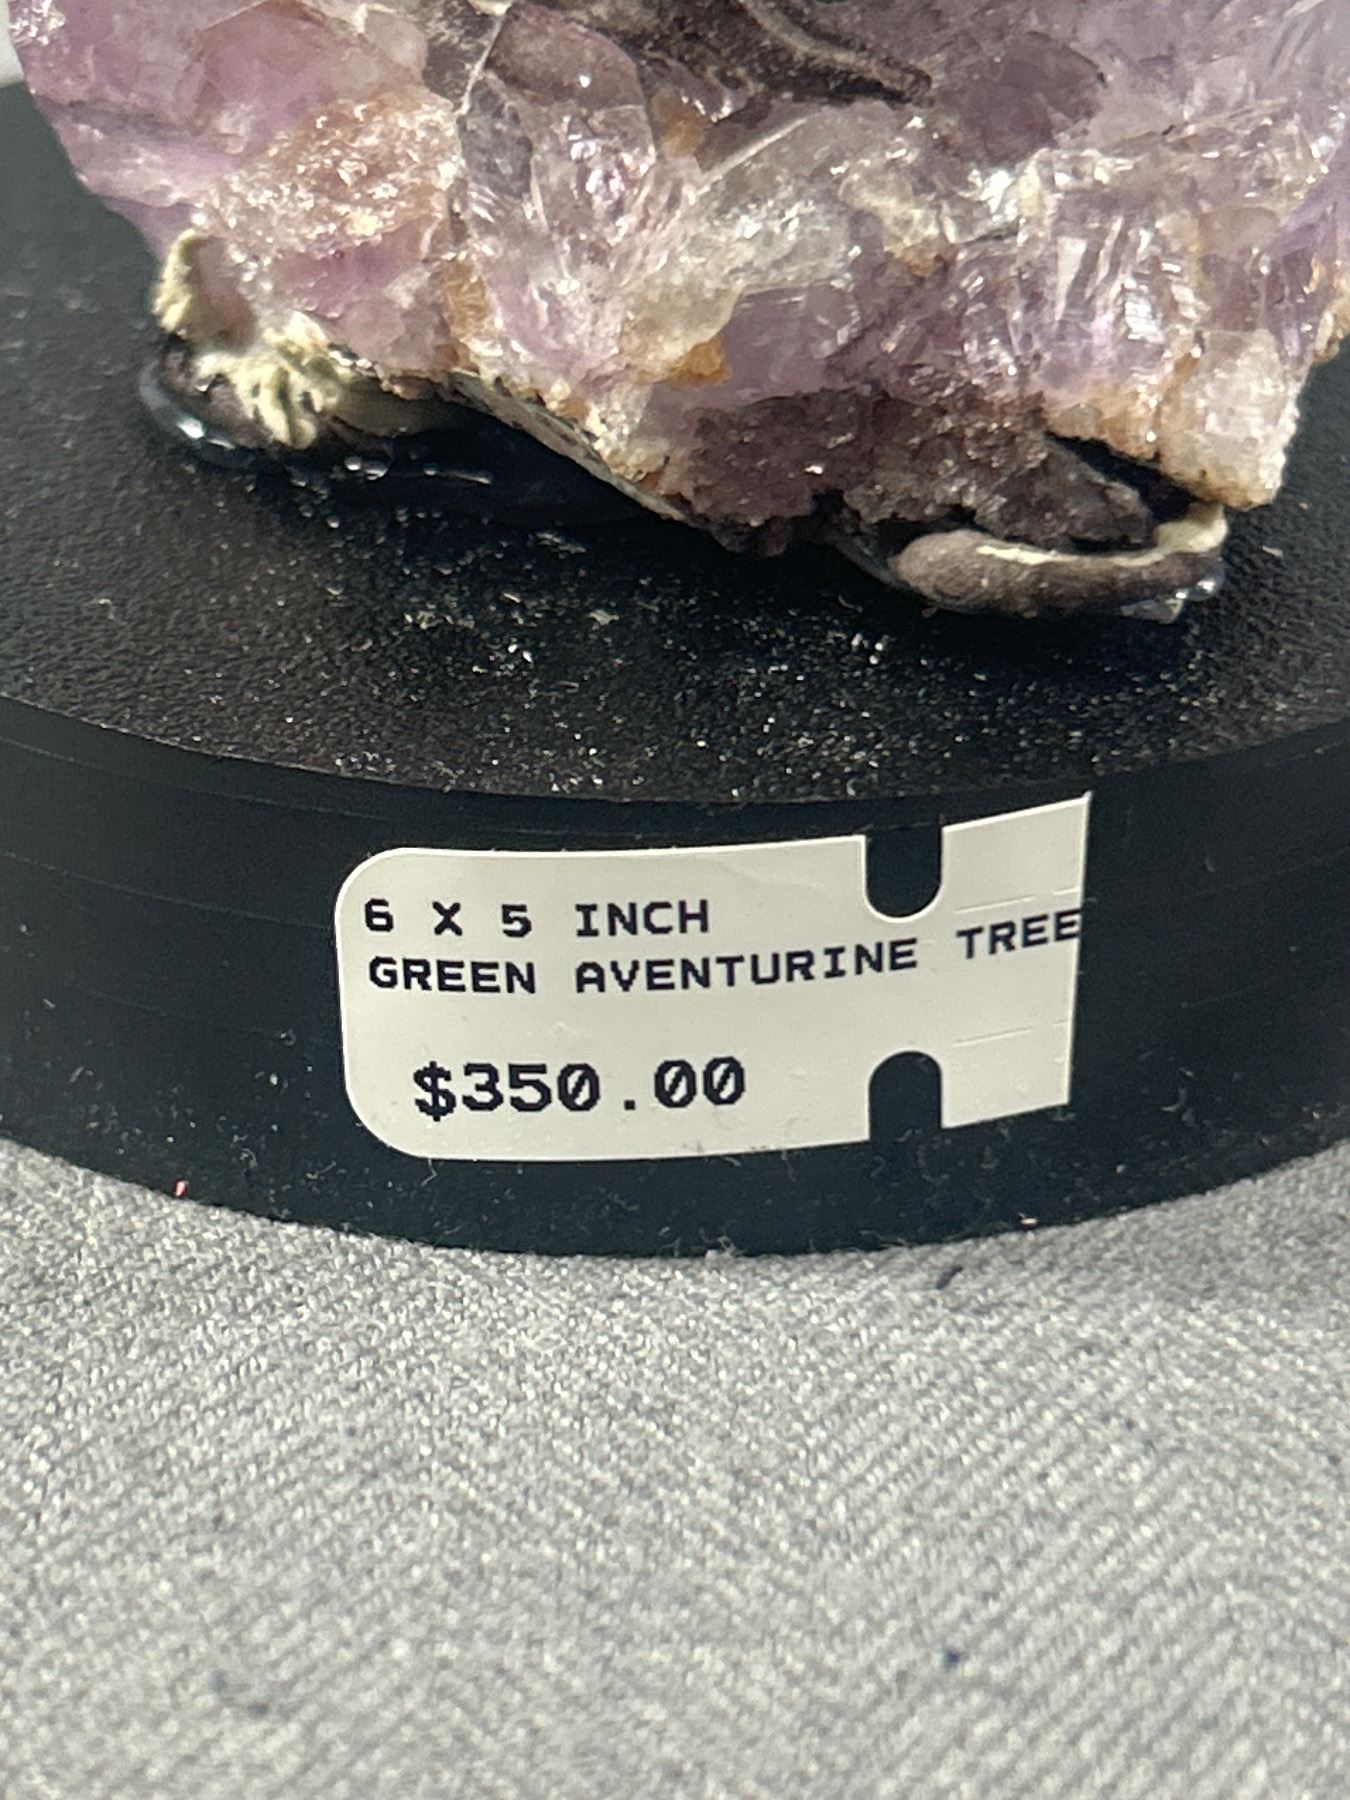 6 X 5 INCH
GREEN AVENTURINE TREE
$350.00